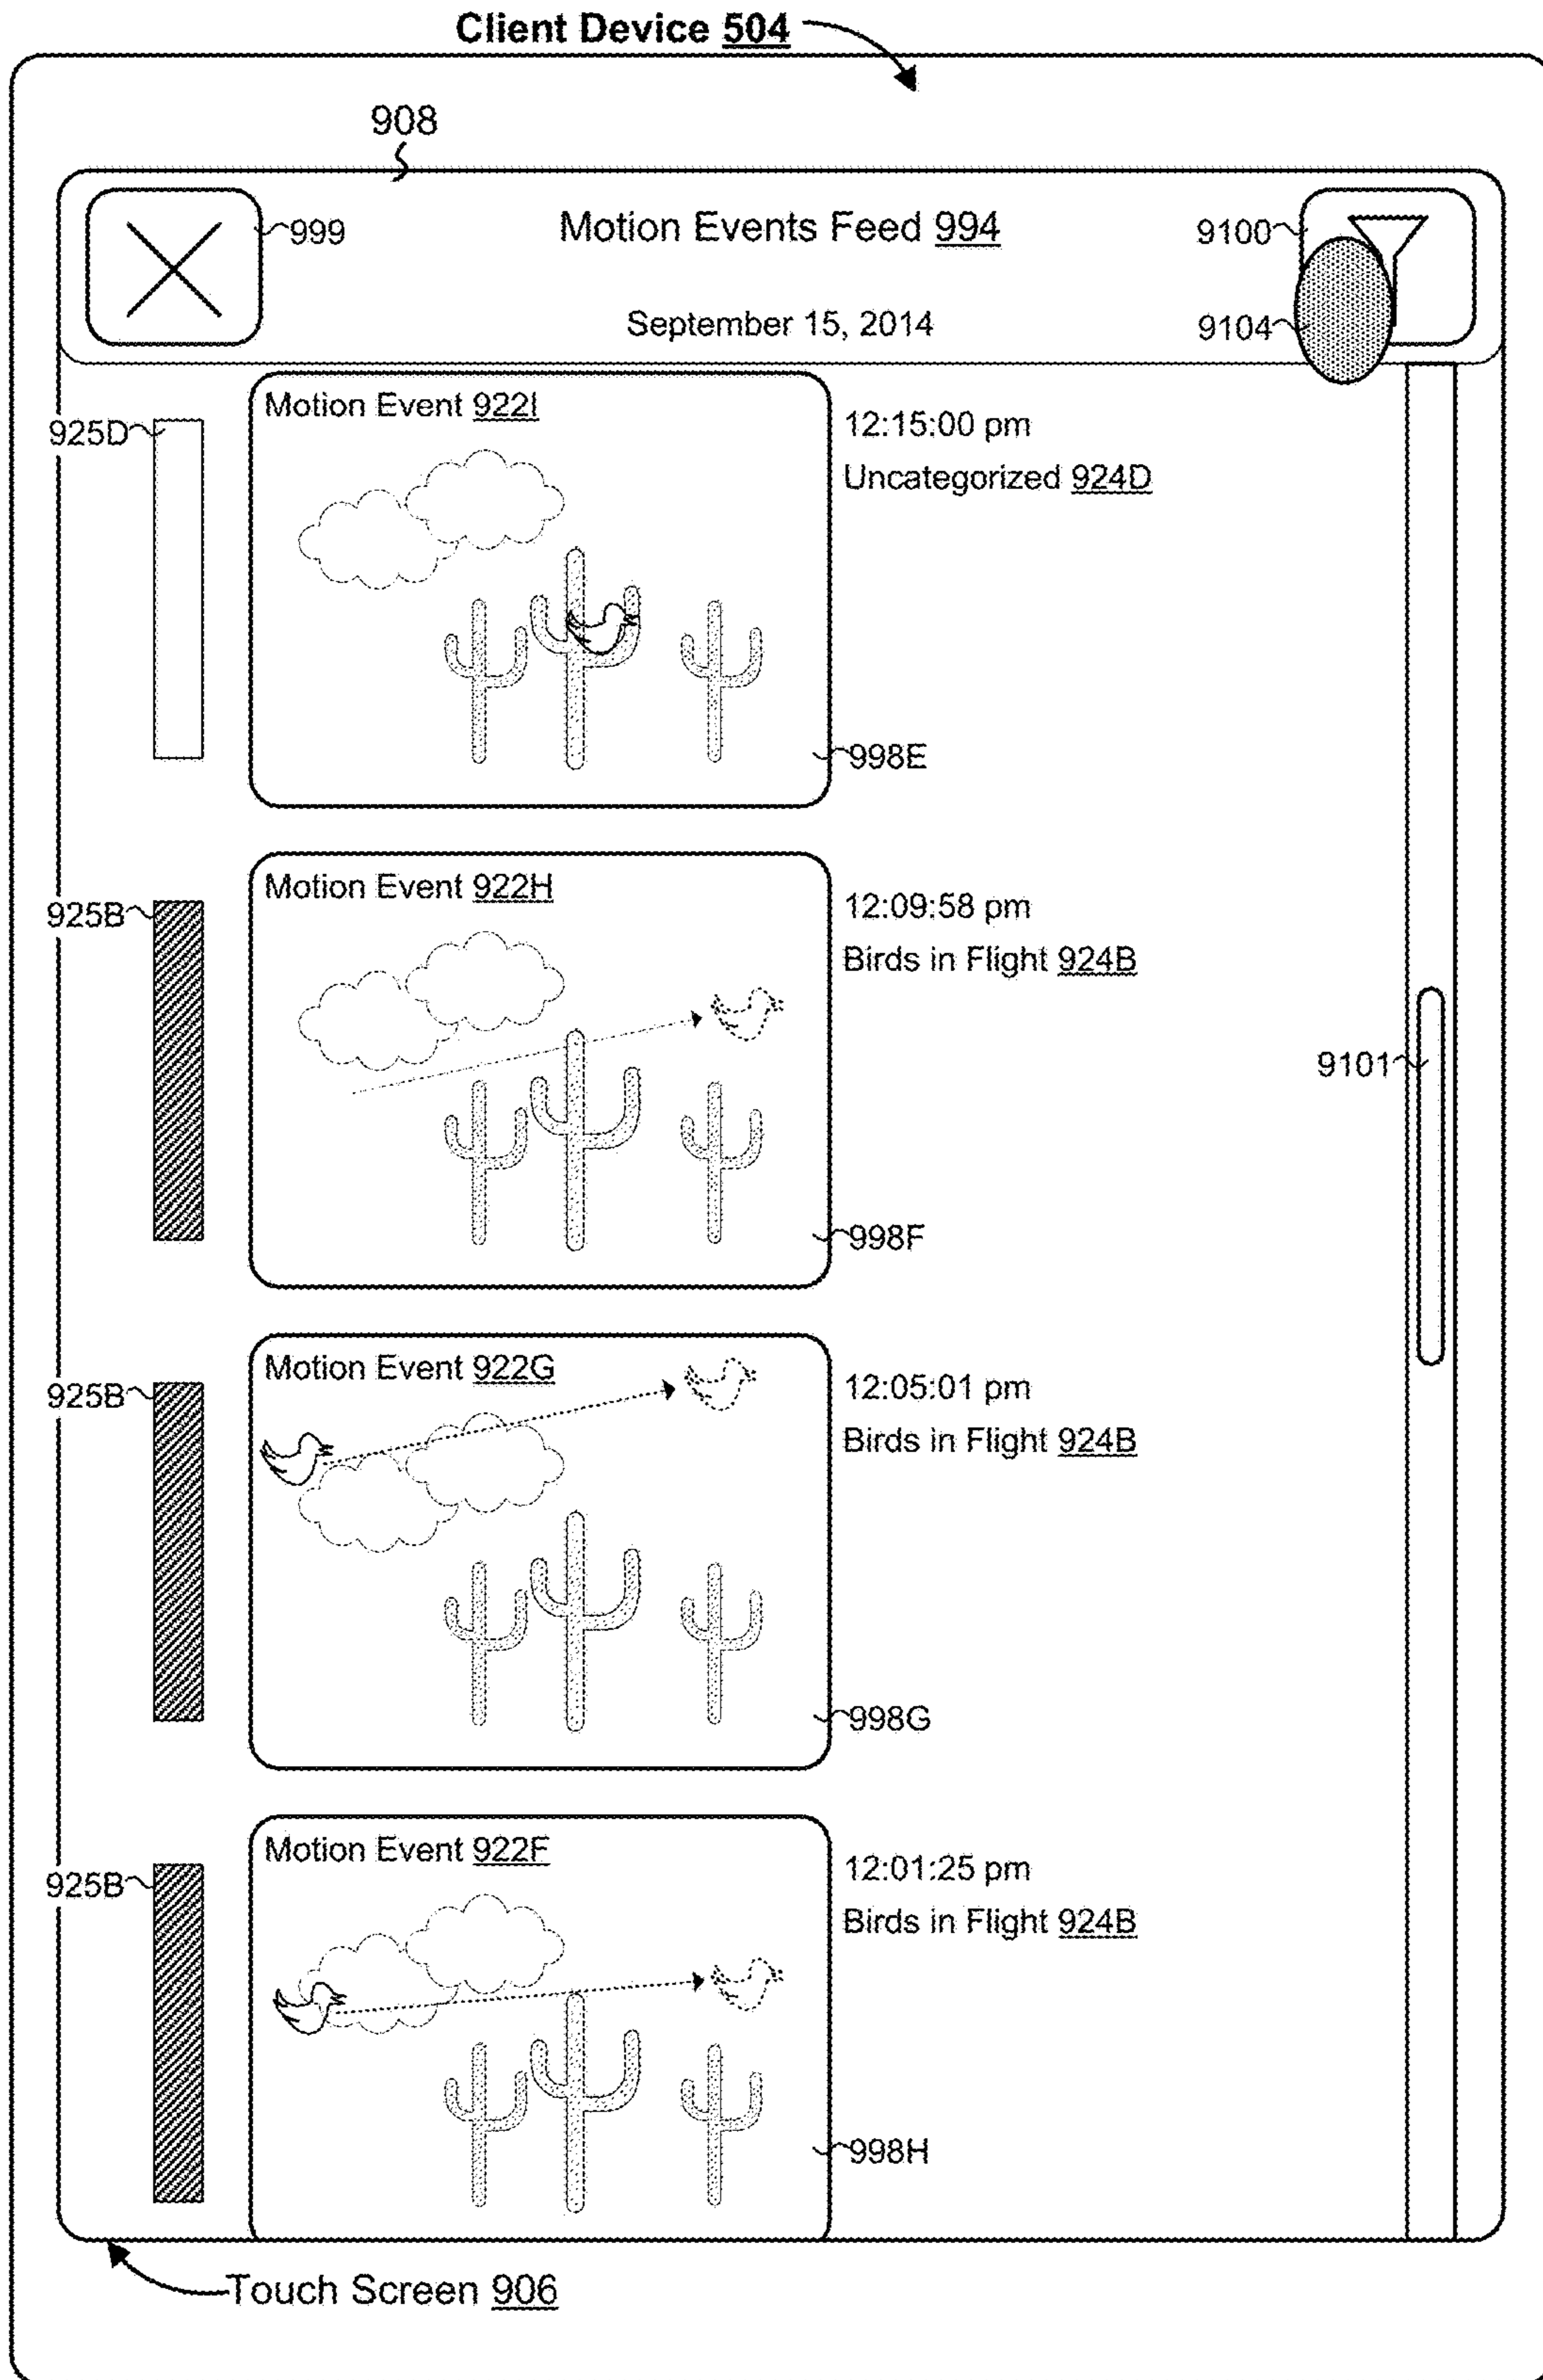 Client Device 504
908
999
Motion Events Feed 994
9100
September 15, 2014
9104
Motion Event 922I
12:15:00 pm
925D
Uncategorized 924D
998E
Motion Event 922H
12:09:58 pm
925B
Birds in Flight 924B
9101
998F
Motion Event 922G
12:05:01 pm
925B
Birds in Flight 924B
998G
Motion Event 922F
12:01:25 pm
925B
Birds in Flight 924B
998H
Touch Screen 906